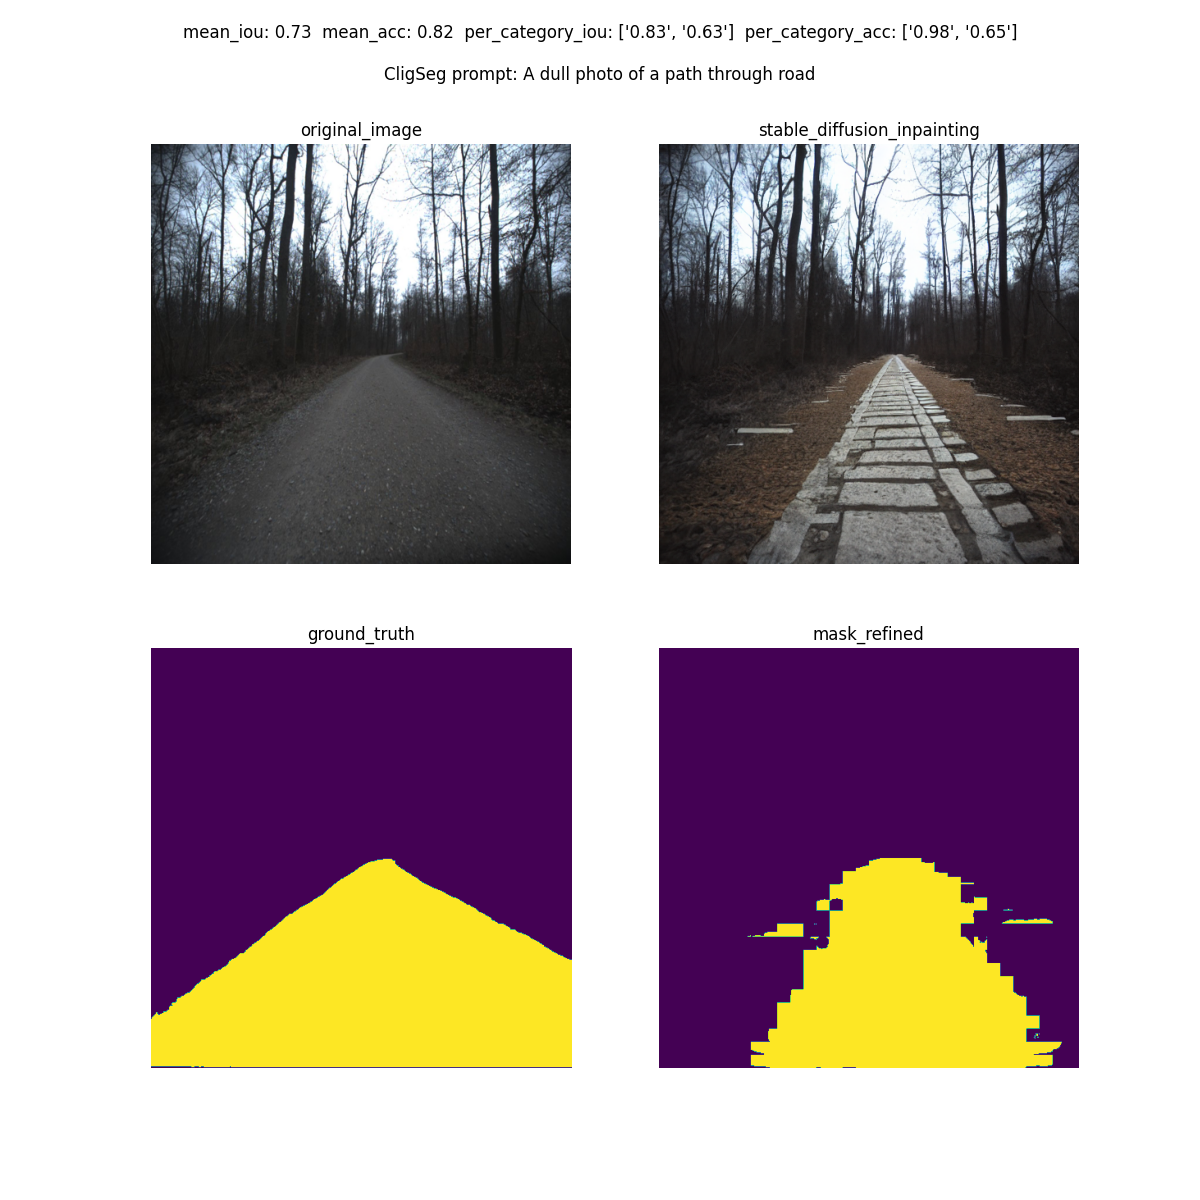 mean_iou: 0.73  mean_acc: 0.82  per_category_iou: ['0.83', '0.63']  per_category_acc: ['0.98', '0.65']
CligSeg prompt: A dull photo of a path through road
original_image
stable_diffusion_inpainting
ground_truth
mask_refined